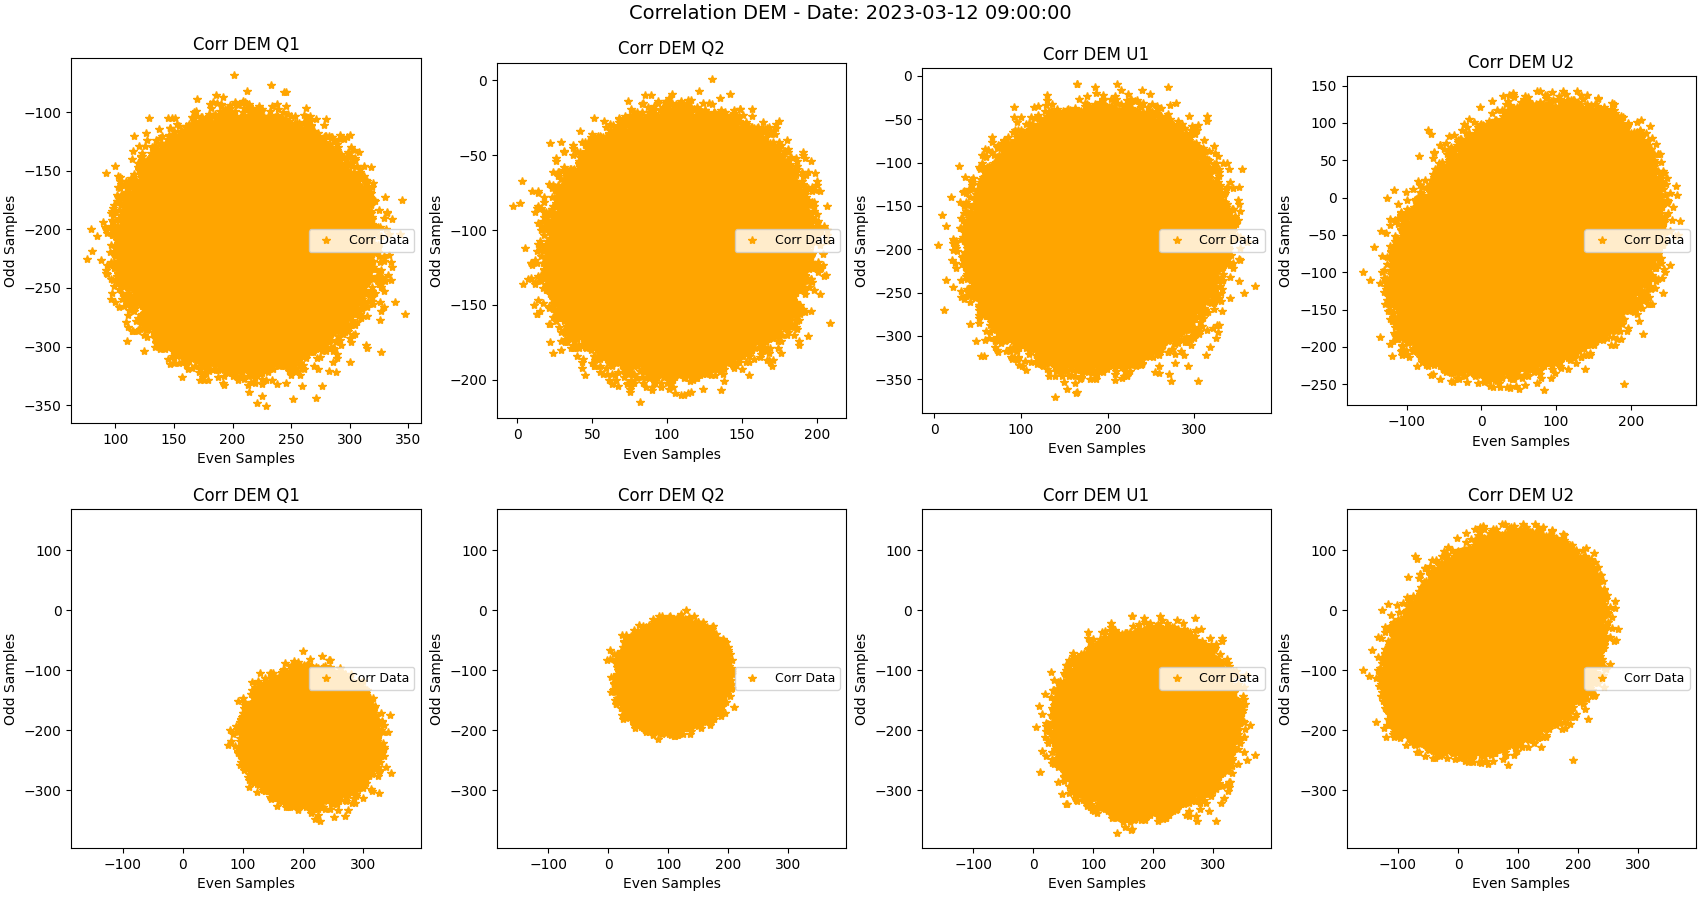 Correlation DEM - Date: 2023-03-12 09:00:00
Corr DEM Q1
Odd Samples
−100
−150
−200
−250
−300
−350
Corr Data
100 150 200 250 300 350
Even Samples
Corr DEM Q2
Odd Samples
0
−50
−100
−150
−200
Corr Data
0 50 100 150 200
Even Samples
Corr DEM U1
Odd Samples
0
−50
−100
−150
−200
−250
−300
−350
Corr Data
0 100 200 300
Even Samples
Corr DEM U2
Odd Samples
150
100
50
0
−50
−100
−150
−200
−250
Corr Data
−100 0 100 200
Even Samples
Corr DEM Q1
Odd Samples
100
0
−100
−200
−300
Corr Data
−100 0 100 200 300
Even Samples
Corr DEM Q2
Odd Samples
100
0
−100
−200
−300
Corr Data
−100 0 100 200 300
Even Samples
Corr DEM U1
Odd Samples
100
0
−100
−200
−300
Corr Data
−100 0 100 200 300
Even Samples
Corr DEM U2
Odd Samples
100
0
−100
−200
−300
Corr Data
−100 0 100 200 300
Even Samples